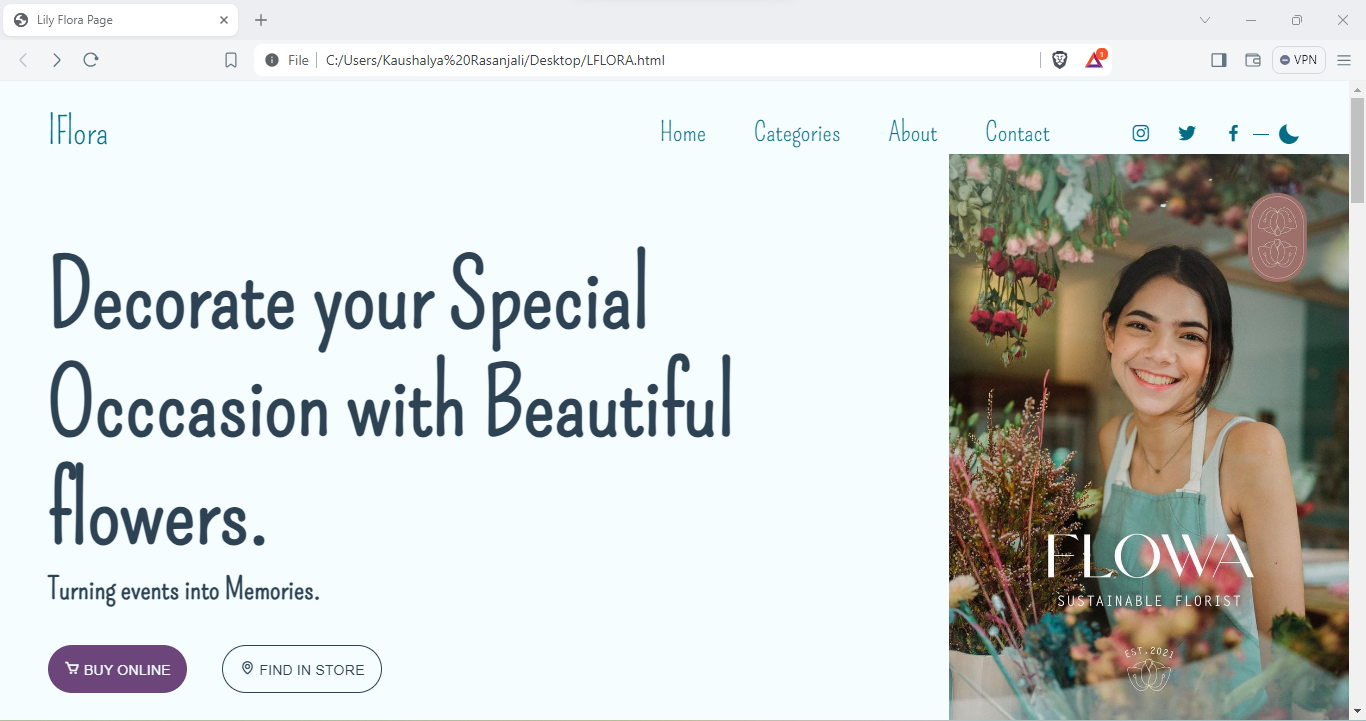 Lily Flora Page
File
C:/Users/Kaushalya%20Rasanjali/Desktop/LFLORA.html
1
VPN
lFlora
Home
Categories
About
Contact
Decorate your Special
Occcasion with Beautiful
flowers.
Turning events into Memories.
BUY ONLINE
FIND IN STORE
FLOWA
SUSTAINABLE FLORIST
EST.2021